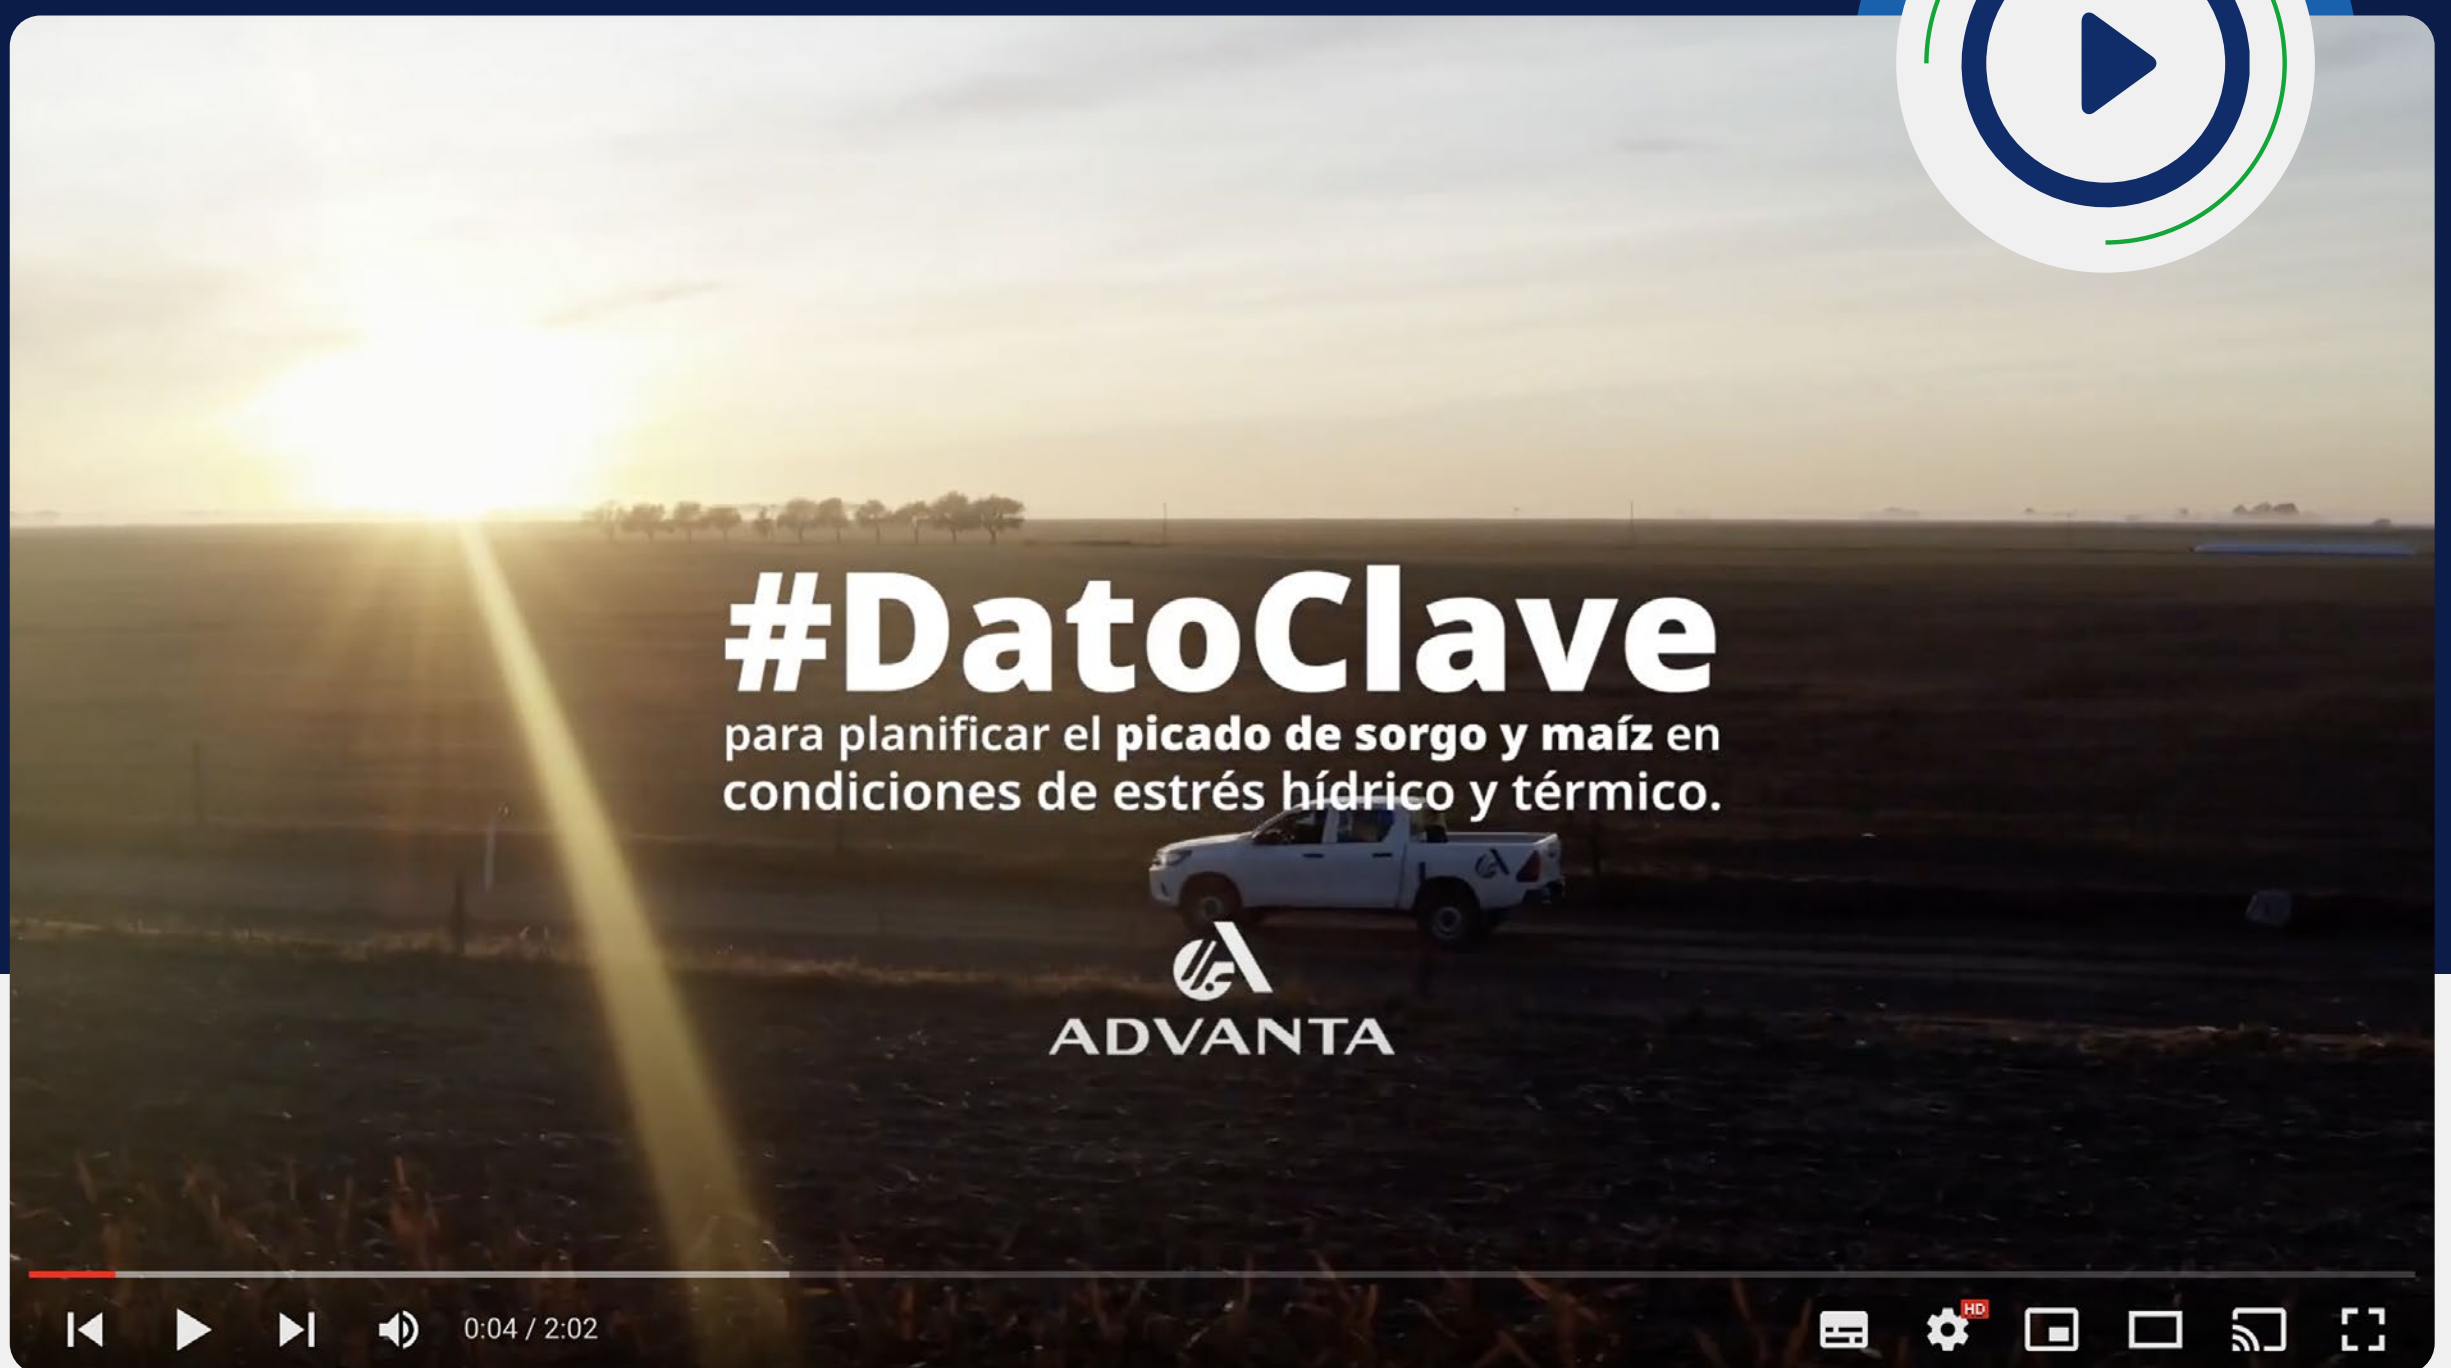 #DatoClave
para planificar el picado de sorgo y maíz en
condiciones de estrés hídrico y térmico.
ADVANTA
0:04 / 2:02
HD